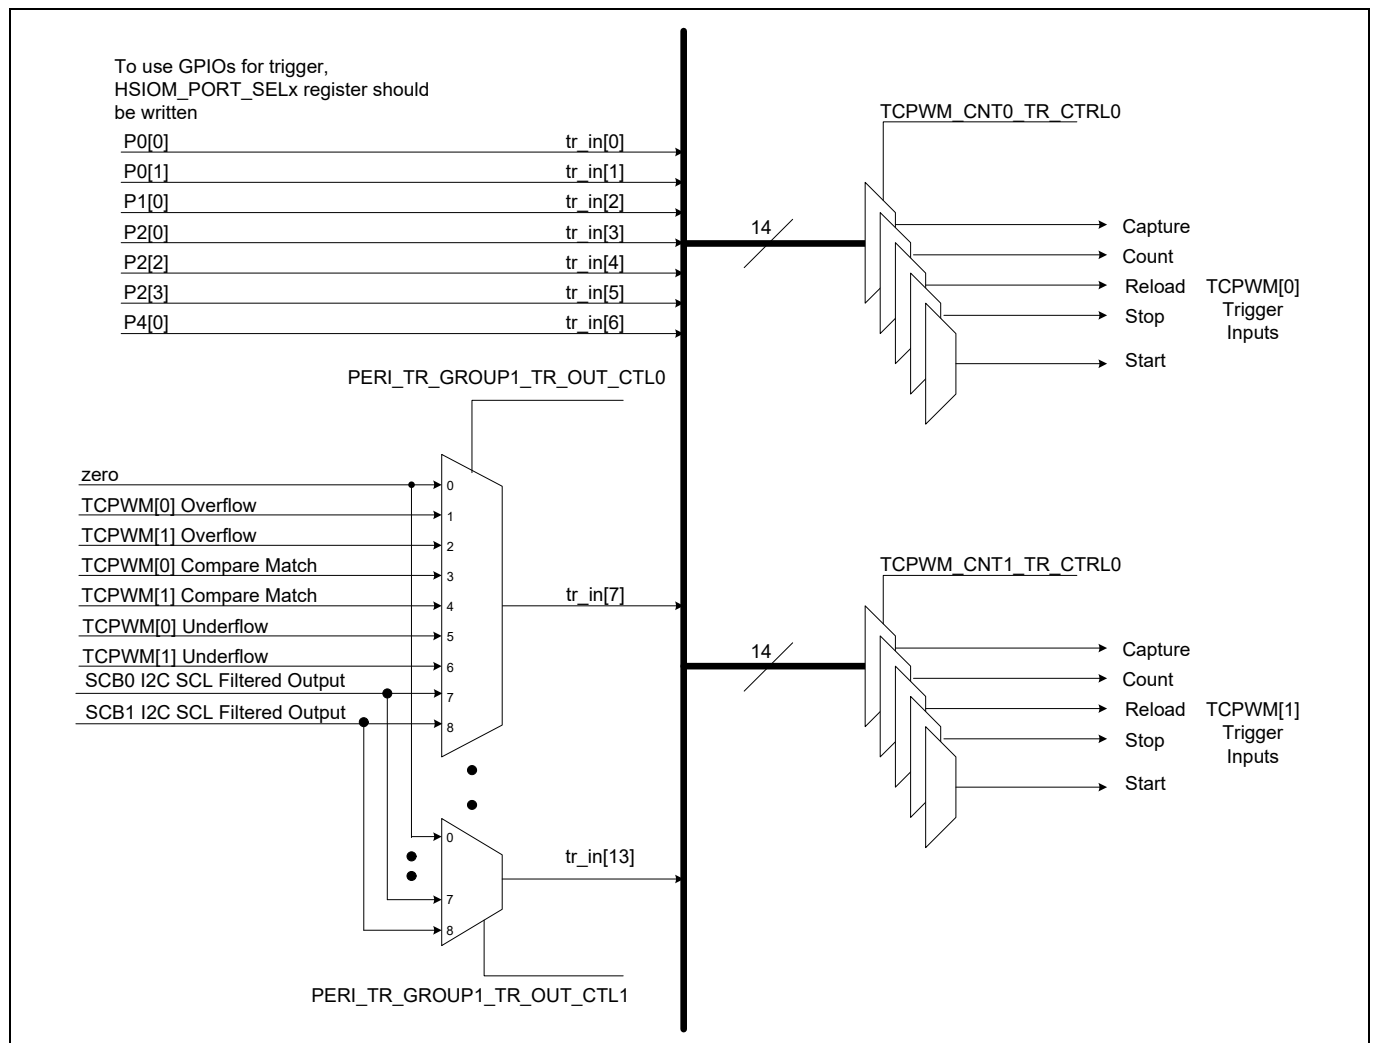 To use GPIOs for trigger,
HSIOM_PORT_SELx register should
be written
P0[0] tr_in[0]
P0[1] tr_in[1]
P1[0] tr_in[2]
P2[0] tr_in[3]
P2[2] tr_in[4]
P2[3] tr_in[5]
P4[0] tr_in[6]
PERI_TR_GROUP1_TR_OUT_CTL0
zero 0
TCPWM[0] Overflow 1
TCPWM[1] Overflow 2
TCPWM[0] Compare Match 3
TCPWM[1] Compare Match 4
tr_in[7]
TCPWM[0] Underflow 5
TCPWM[1] Underflow 6
SCB0 I2C SCL Filtered Output 7
SCB1 I2C SCL Filtered Output 8
0
tr_in[13]
7
8
PERI_TR_GROUP1_TR_OUT_CTL1
TCPWM_CNT0_TR_CTRL0
14
Capture
Count
Reload
Stop
Start
TCPWM[0]
Trigger
Inputs
TCPWM_CNT1_TR_CTRL0
14
Capture
Count
Reload
Stop
Start
TCPWM[1]
Trigger
Inputs